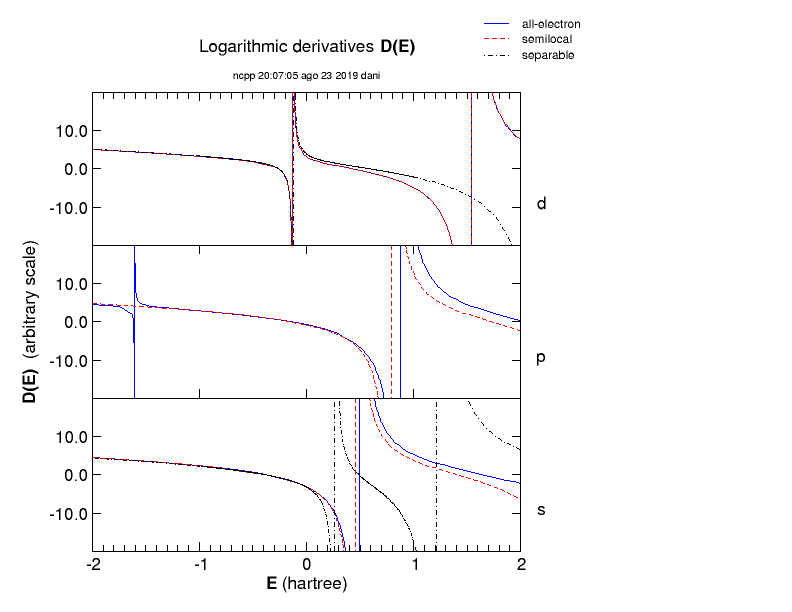 all-electron
semilocal
separable
Logarithmic derivatives D(E)
ncpp 20:07:05 ago 23 2019 dani
10.0
0.0
-10.0
d
10.0
0.0
-10.0
p
10.0
0.0
-10.0
s
D(E) (arbitrary scale)
-2 -1 0 1 2
E (hartree)